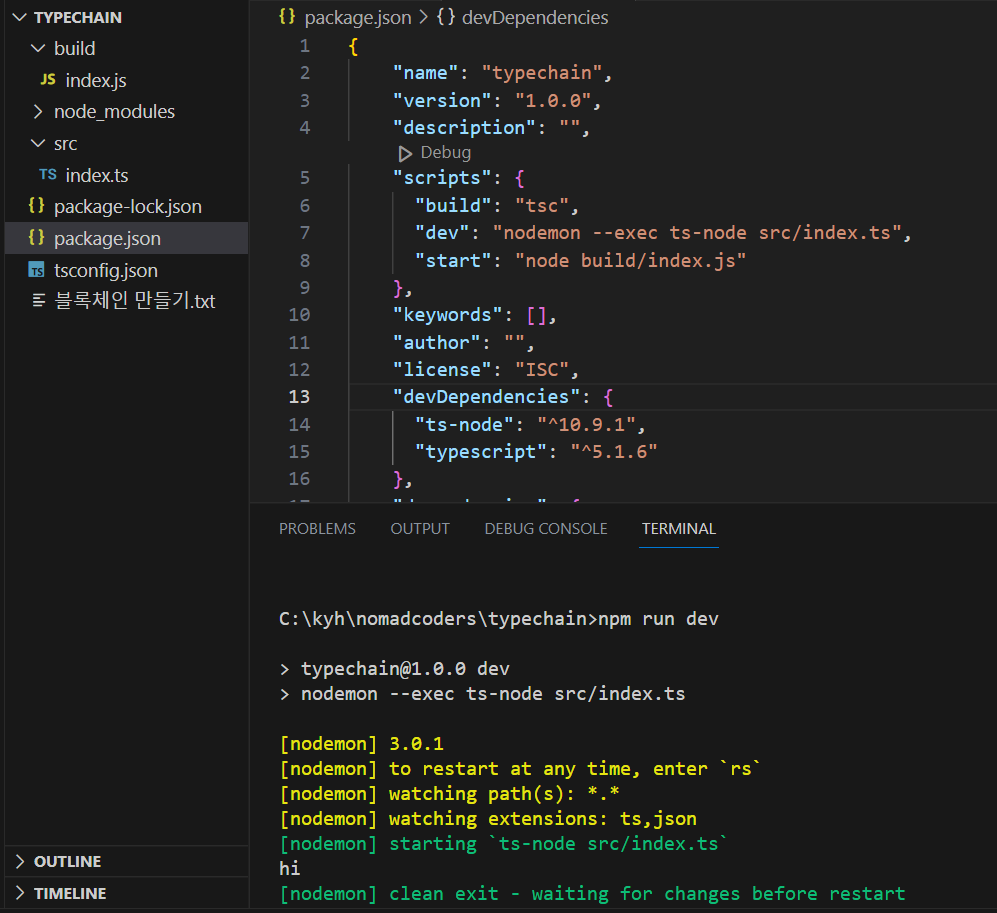 TYPECHAIN
build
JS index.js
node_modules
src
TS index.ts
{} package-lock.json
{} package.json
TS tsconfig.json
블록체인 만들기.txt
OUTLINE
TIMELINE
{} package.json > {} devDependencies
1 {
2 "name": "typechain",
3 "version": "1.0.0",
4 "description": "",
Debug
5 "scripts": {
6 "build": "tsc",
7 "dev": "nodemon --exec ts-node src/index.ts",
8 "start": "node build/index.js"
9 },
10 "keywords": [],
11 "author": "",
12 "license": "ISC",
13 "devDependencies": {
14 "ts-node": "^10.9.1",
15 "typescript": "^5.1.6"
16 },
PROBLEMS OUTPUT DEBUG CONSOLE TERMINAL
C:\kyh\nomadcoders\typechain>npm run dev
> typechain@1.0.0 dev
> nodemon --exec ts-node src/index.ts
[nodemon] 3.0.1
[nodemon] to restart at any time, enter `rs`
[nodemon] watching path(s): *.*
[nodemon] watching extensions: ts,json
[nodemon] starting `ts-node src/index.ts`
hi
[nodemon] clean exit - waiting for changes before restart